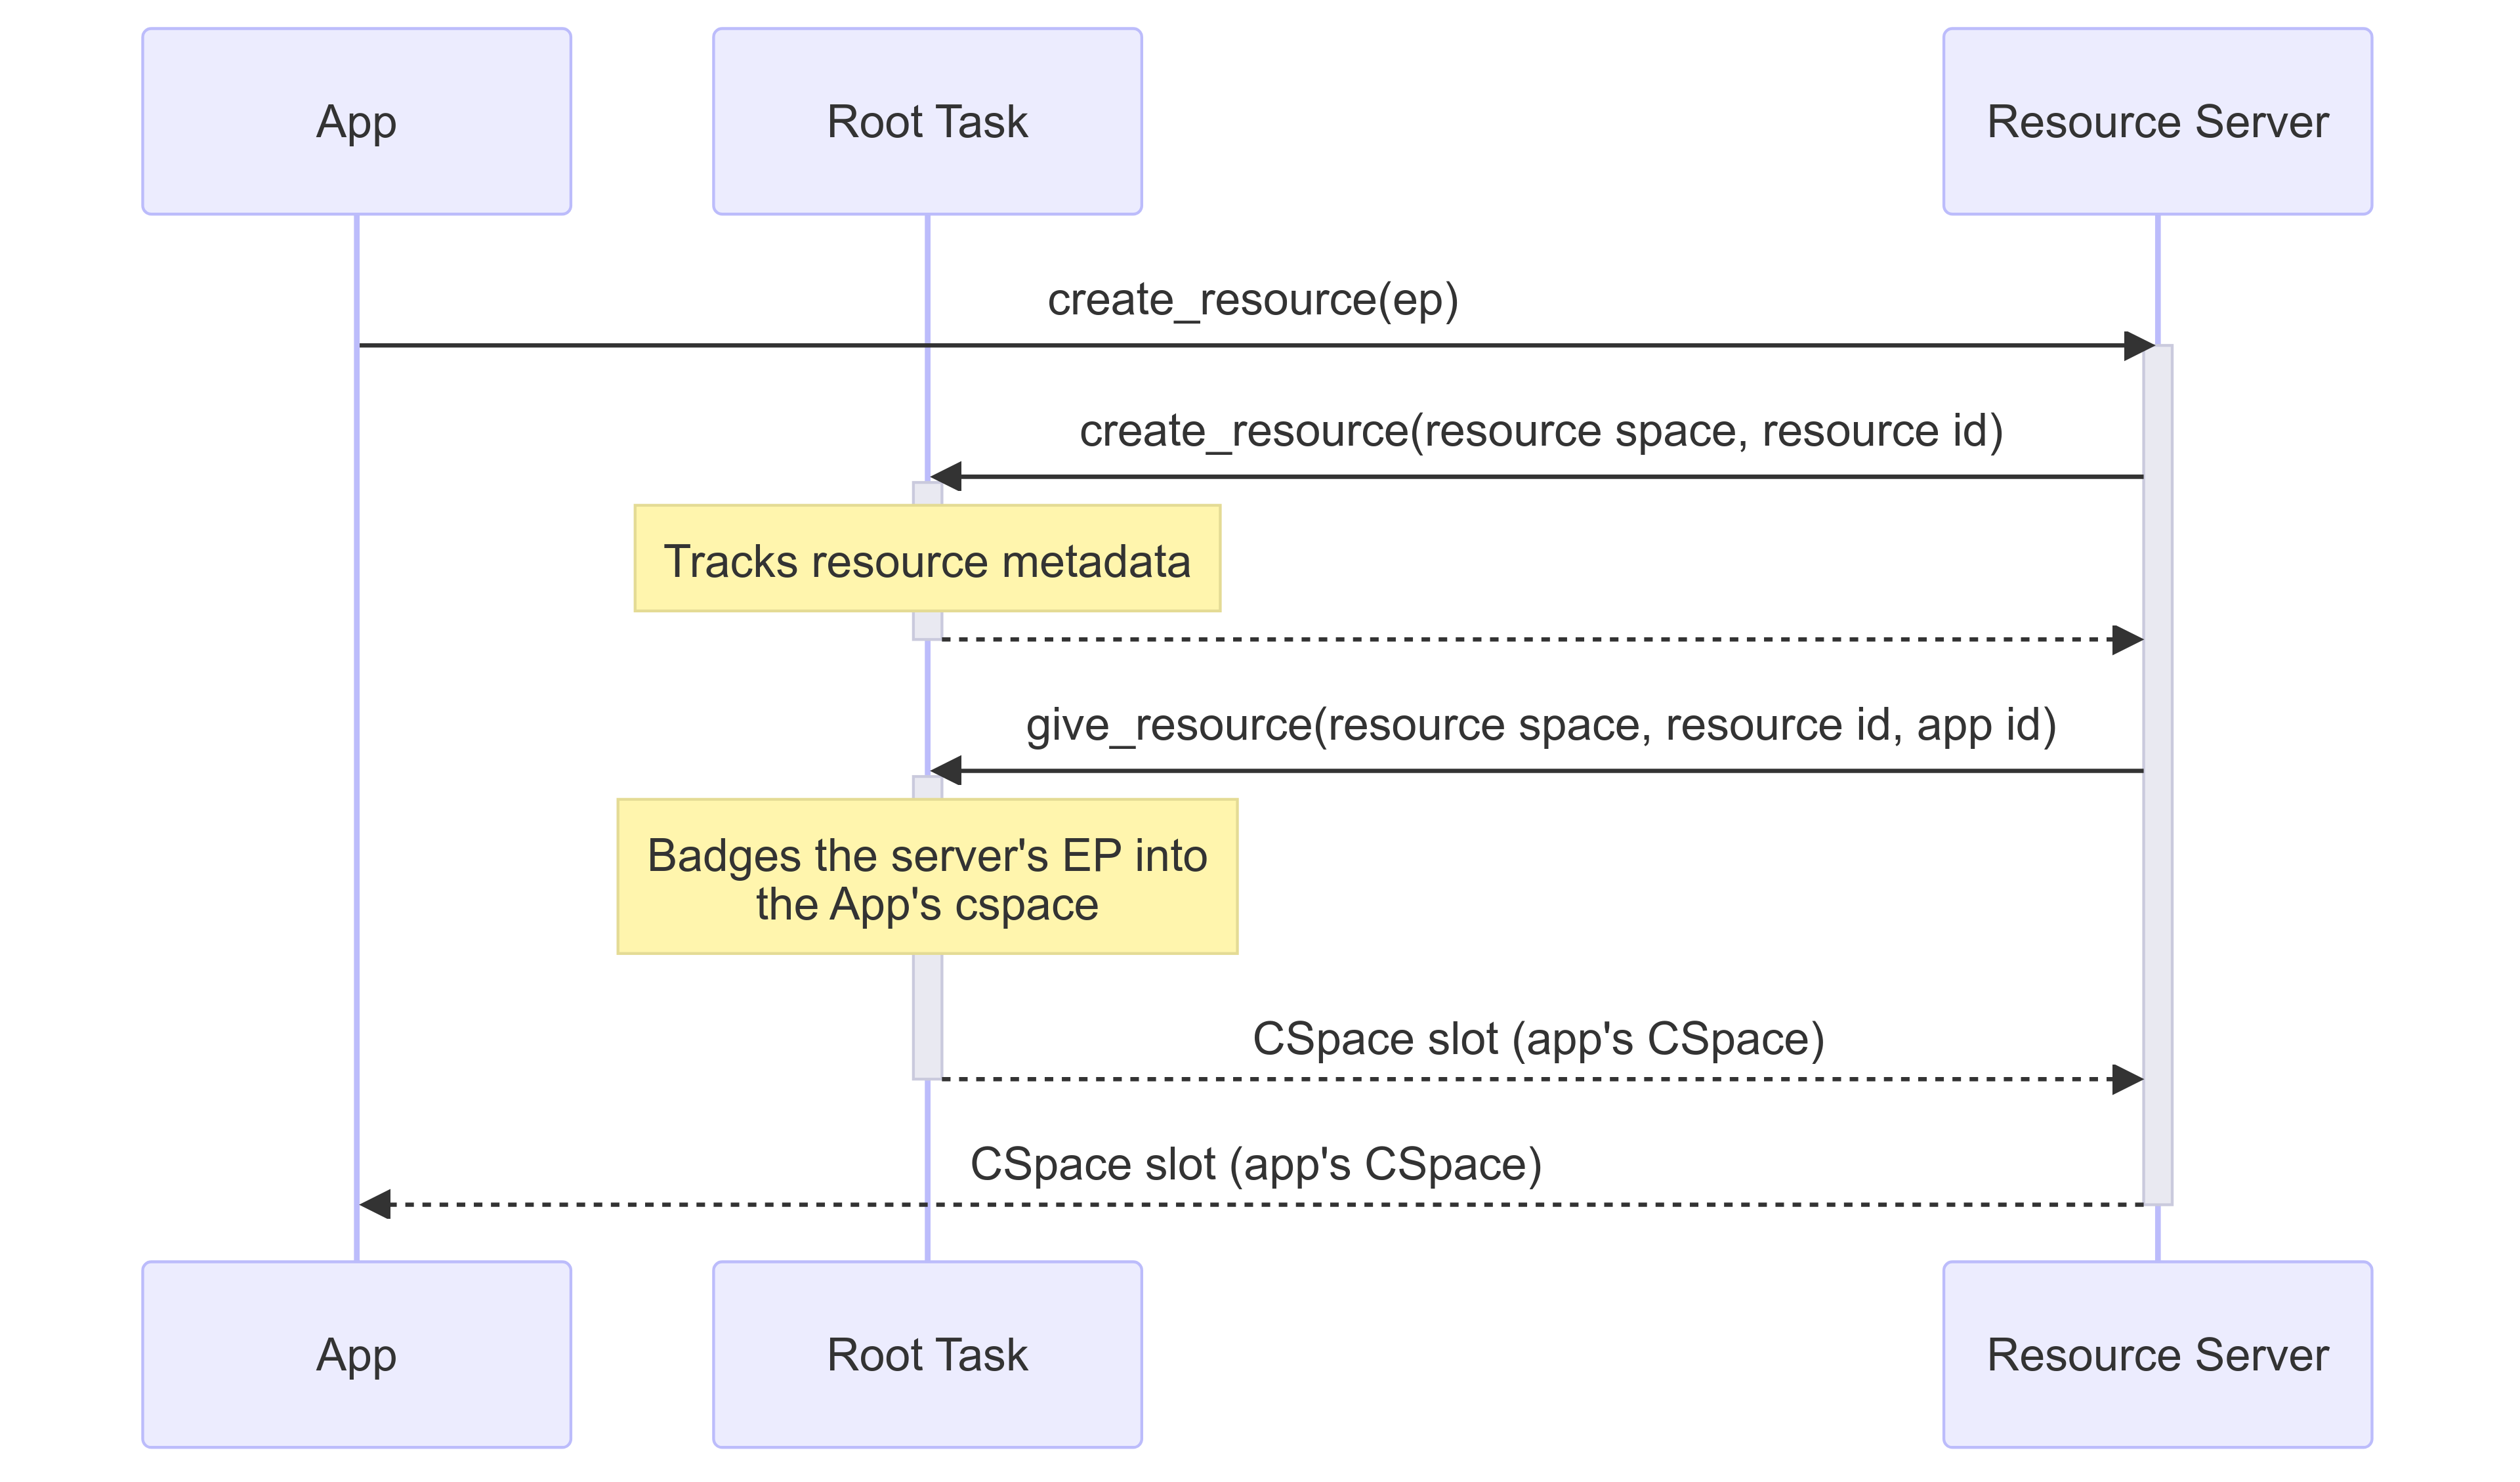 App
Root Task
Resource Server
create_resource(ep)
create_resource(resource space, resource id)
Tracks resource metadata
give_resource(resource space, resource id, app id)
Badges the server's EP into
the App's cspace
CSpace slot (app's CSpace)
CSpace slot (app's CSpace)
App
Root Task
Resource Server